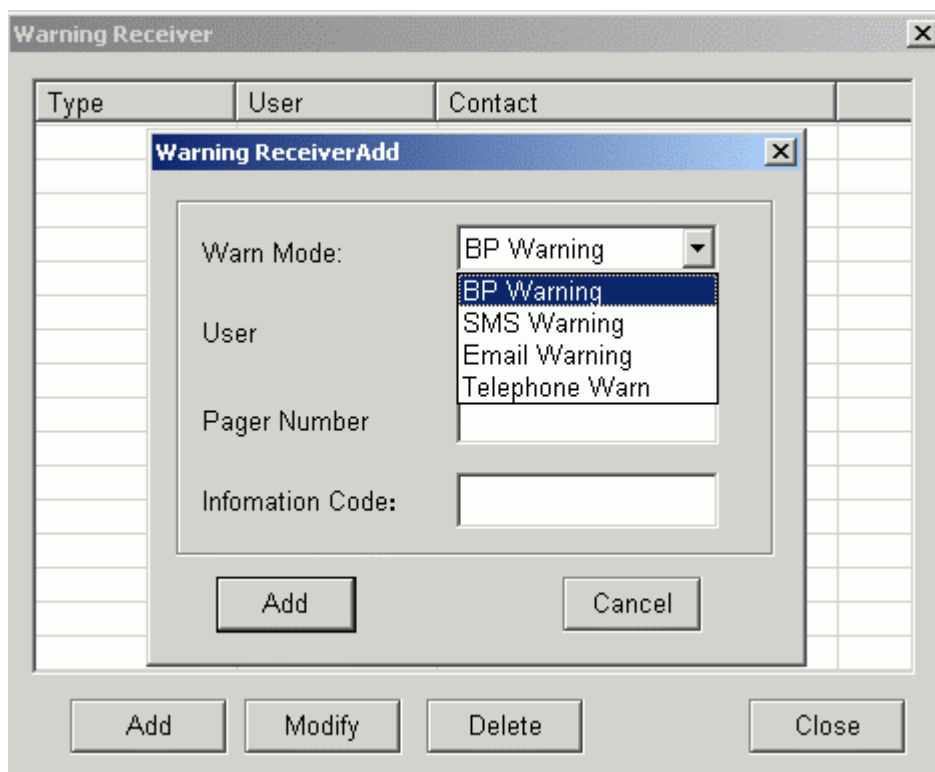 Warning Receiver
Type User Contact
Warning ReceiverAdd
Warn Mode: BP Warning
BP Warning
SMS Warning
User
Email Warning
Telephone Warn
Pager Number
Infomation Code:
Add Cancel
Add Modify Delete Close